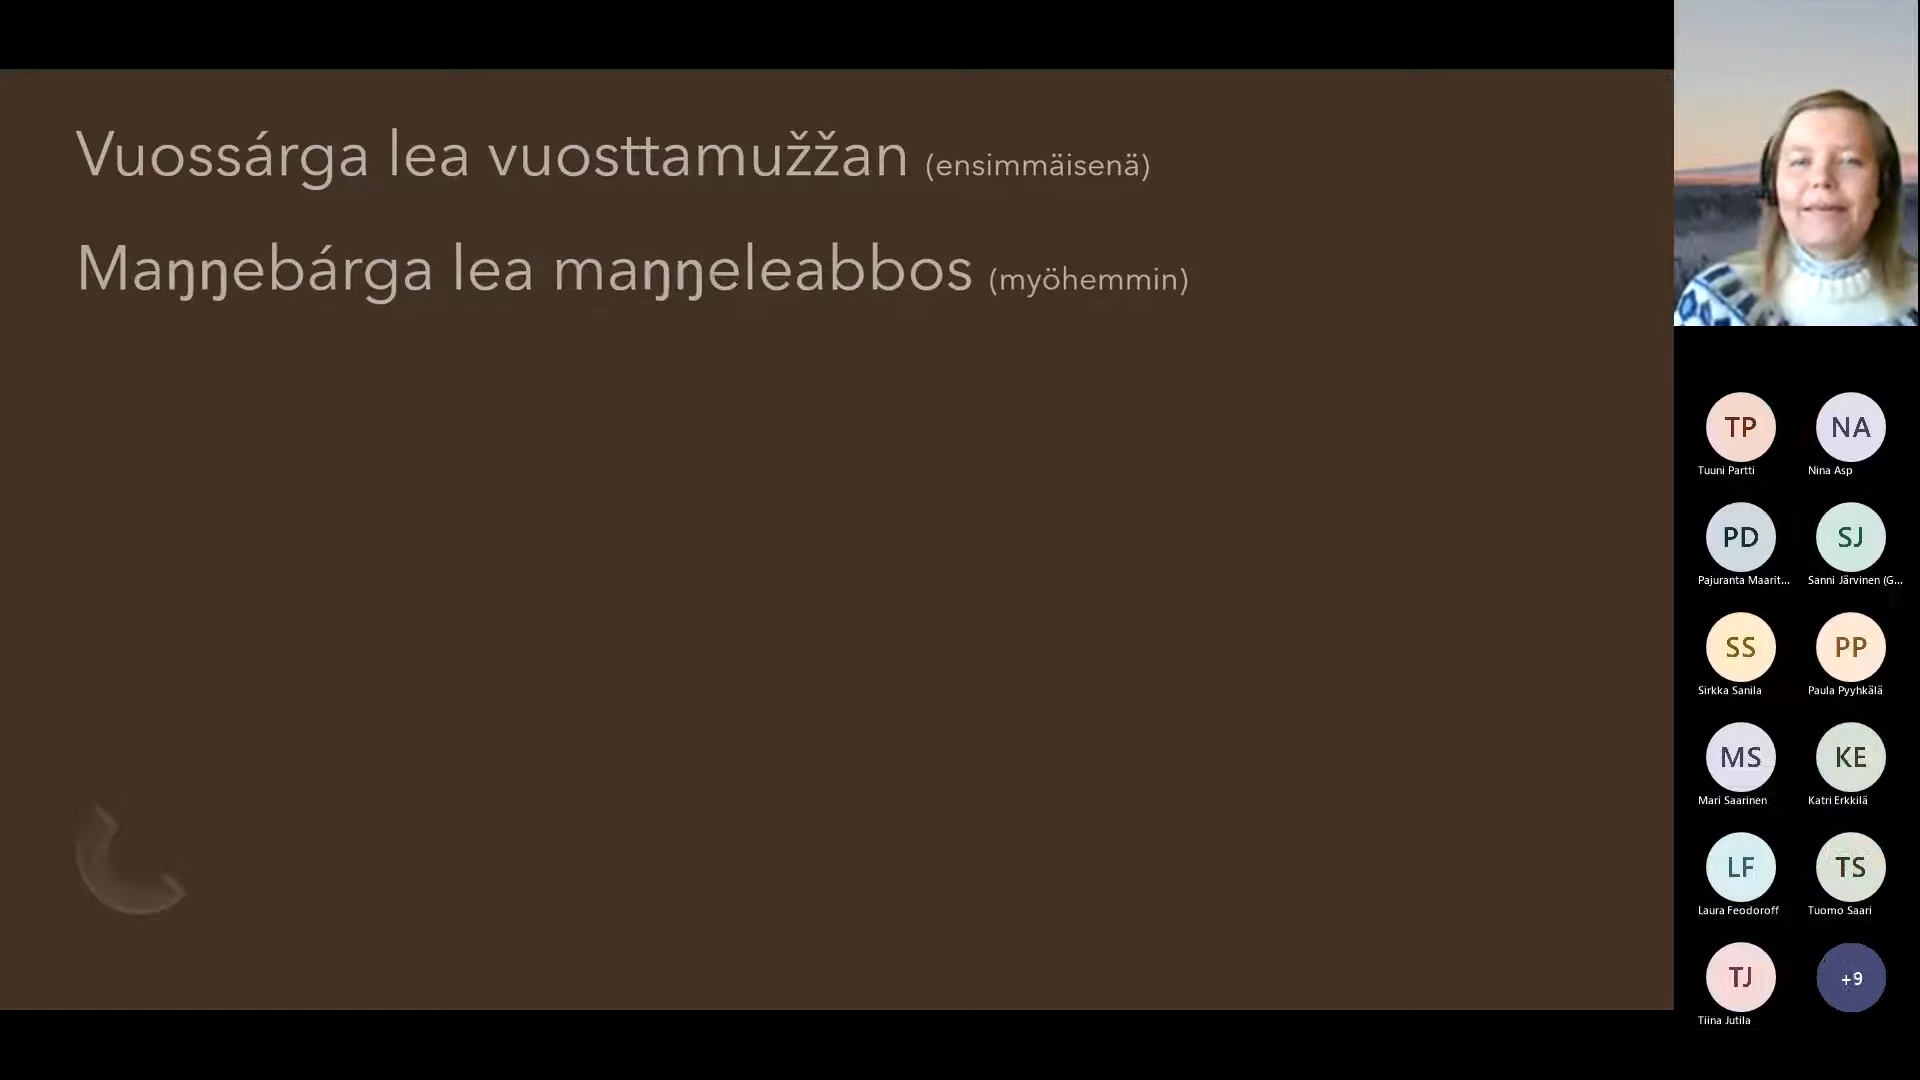 Vuossárga lea vuosttamužžan (ensimmäisenä)
Maŋŋebárga lea maŋŋeleabbos (myöhemmin)
TP
Tuuni Partti
NA
Nina Asp
PD
Pajuranta Maarit...
SJ
Sanni Järvinen (G...
SS
Sirkka Sanila
PP
Paula Pyyhkälä
MS
Mari Saarinen
KE
Katri Erkkilä
LF
Laura Feodoroff
TS
Tuomo Saari
TJ
Tiina Jutila
+9